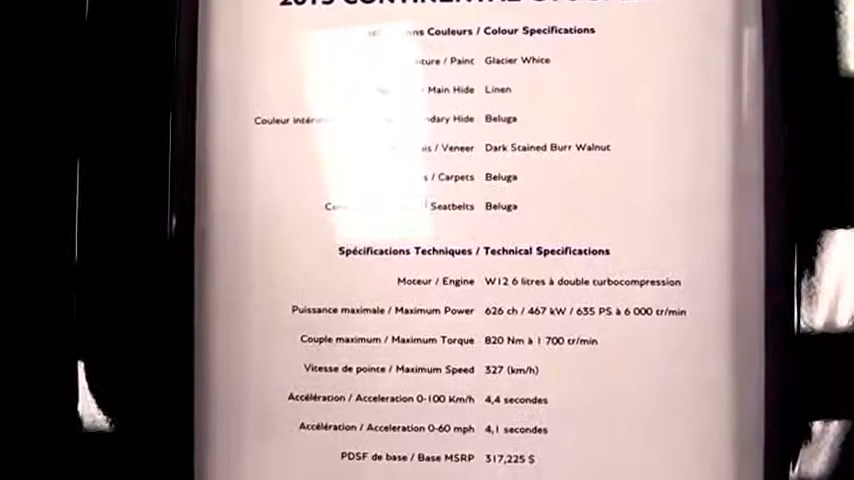 2015 CONTINENTAL
Couleurs / Colour Specifications
Paint Glacier White
Main Hide Linen
Couleur Hide Beluga
/ Veneer Dark Stained Burr Walnut
/ Carpets Beluga
Seatbelts Beluga
Spécifications Techniques / Technical Specifications
Moteur / Engine W12 6 litres à double turbocompression
Puissance maximale / Maximum Power 626 ch / 467 kW / 635 PS à 6 000 tr/min
Couple maximum / Maximum Torque 820 Nm à 1 700 tr/min
Vitesse de pointe / Maximum Speed 327 (km/h)
Accélération / Acceleration 0-100 Km/h 4,4 secondes
Accélération / Acceleration 0-60 mph 4,1 secondes
PDSF de base / Base MSRP 317,225 $